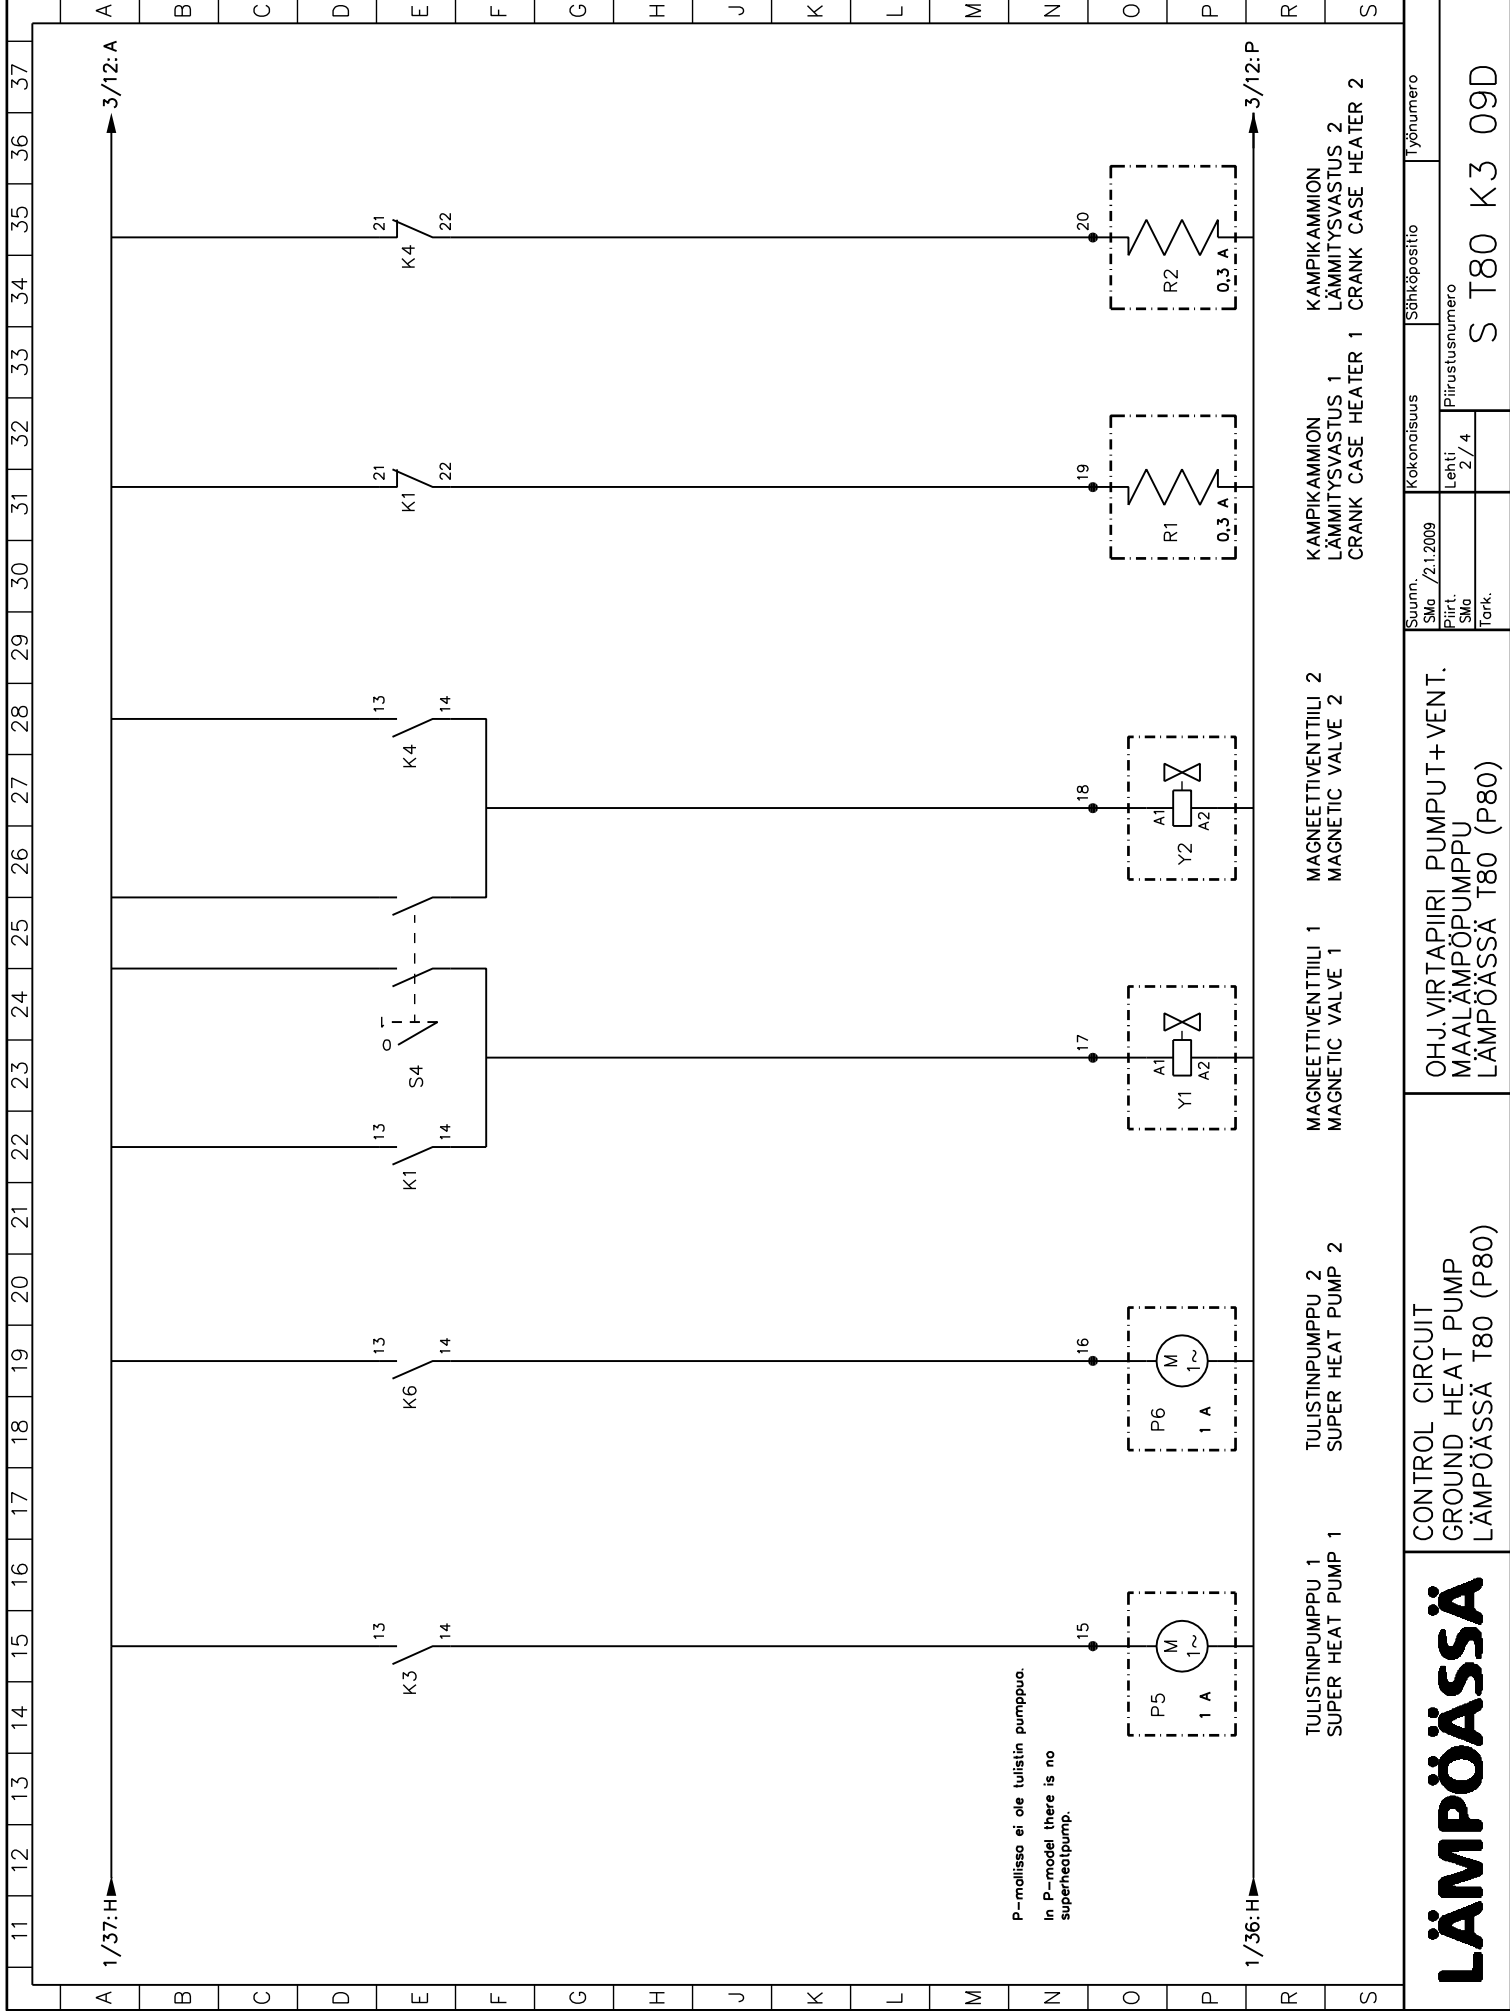 11 12 13 14 15 16 17 18 19 20 21 22 23 24 25 26 27 28 29 30 31 32 33 34 35 36 37
A
B
C
D
E
F
G
H
J
K
L
M
N
O
P
R
S
A
B
C
D
E
F
G
H
J
K
L
M
N
O
P
R
S
1/37:H
3/12:A
13
K3
14
13
K6
14
13
K1
14
0
1
S4
13
K4
14
21
K1
22
21
K4
22
P-mallissa ei ole tulistin pumppua.
In P-model there is no
superheatpump.
15
16
17
18
19
20
P5
M
1~
1 A
P6
M
1~
1 A
Y1
A1
A2
Y2
A1
A2
R1
0,3 A
R2
0,3 A
1/36:H
3/12:P
TULISTINPUMPPU 1
SUPER HEAT PUMP 1
TULISTINPUMPPU 2
SUPER HEAT PUMP 2
MAGNEETTIVENTTIILI 1
MAGNETIC VALVE 1
MAGNEETTIVENTTIILI 2
MAGNETIC VALVE 2
KAMPIKAMMION
LÄMMITYSVASTUS 1
CRANK CASE HEATER 1
KAMPIKAMMION
LÄMMITYSVASTUS 2
CRANK CASE HEATER 2
LÄMPÖÄSSÄ
CONTROL CIRCUIT
GROUND HEAT PUMP
LÄMPÖÄSSÄ T80 (P80)
OHJ.VIRTAPIIRI PUMPUT+VENT.
MAALÄMPÖPUMPPU
LÄMPÖÄSSÄ T80 (P80)
Suunn.
SMa /2.1.2009
Piirt.
SMa
Tark.
Kokonaisuus
Sähköpositio
Työnumero
Lehti
2/4
Piirustusnumero
S T80 K3 09D